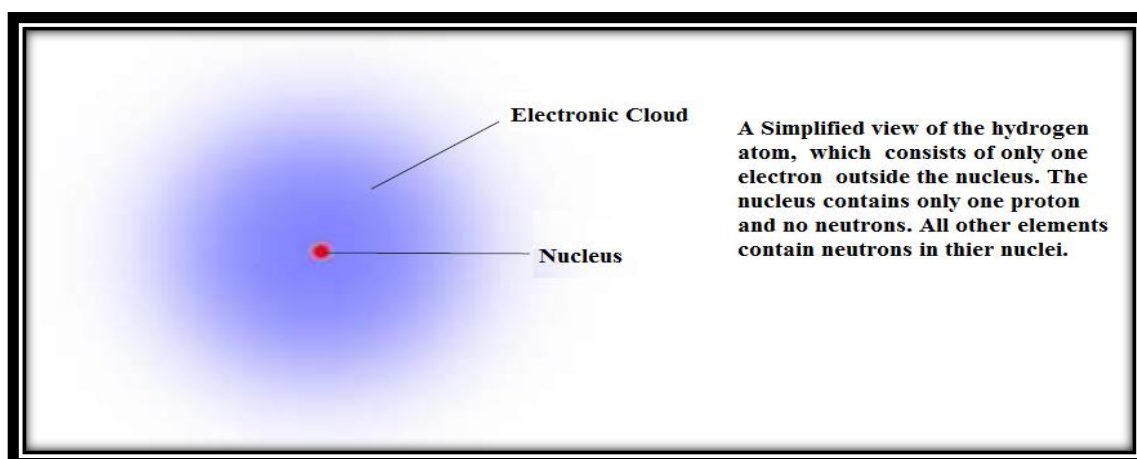 Electronic Cloud
Nucleus
A Simplified view of the hydrogen
atom, which consists of only one
electron outside the nucleus. The
nucleus contains only one proton
and no neutrons. All other elements
contain neutrons in thier nuclei.